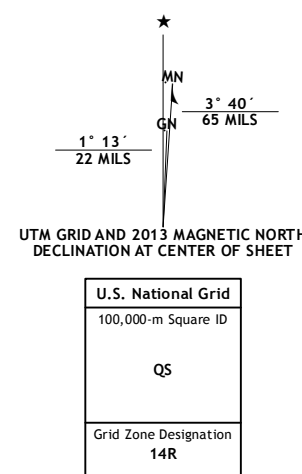 ★
MN
3° 40´
65 MILS
GN
1° 13´
22 MILS
UTM GRID AND 2013 MAGNETIC NORTH
DECLINATION AT CENTER OF SHEET
U.S. National Grid
100,000-m Square ID
QS
Grid Zone Designation
14R